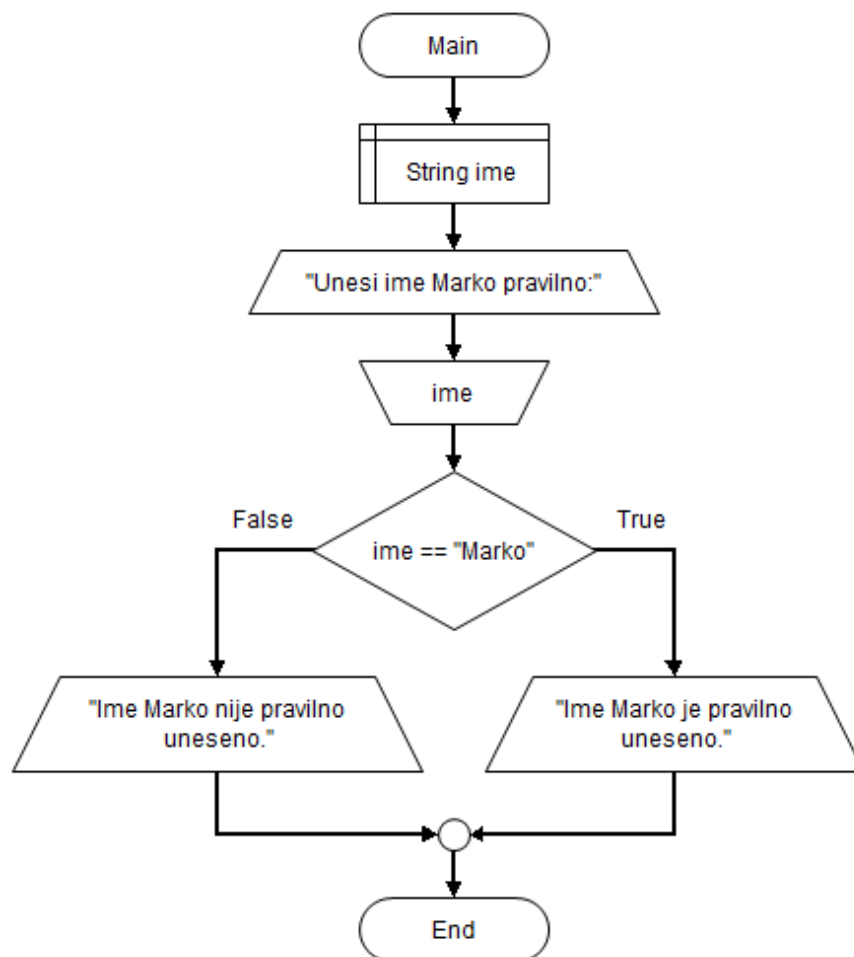 Main
String ime
"Unesi ime Marko pravilno:"
ime
False
True
ime == "Marko"
"Ime Marko nije pravilno
uneseno."
"Ime Marko je pravilno
uneseno."
End